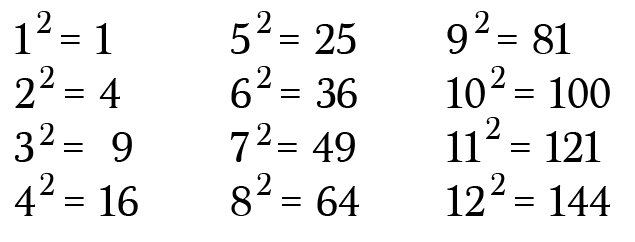 1² = 1
2² = 4
3² = 9
4² = 16
5² = 25
6² = 36
7² = 49
8² = 64
9² = 81
10² = 100
11² = 121
12² = 144